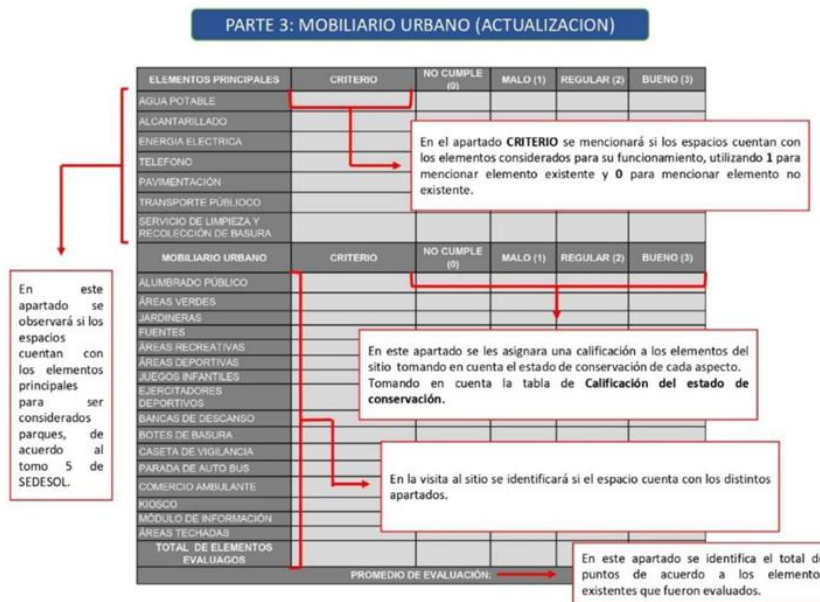 PARTE 3: MOBILIARIO URBANO (ACTUALIZACION)
ELEMENTOS PRINCIPALES CRITERIO NO CUMPLE (0) MALO (1) REGULAR (2) BUENO (3)
AGUA POTABLE
ALCANTARILLADO
ENERGIA ELECTRICA
TELEFONO
PAVIMENTACIÓN
TRANSPORTE PÚBLIOCO
SERVICIO DE LIMPIEZA Y
RECOLECCIÓN DE BASURA
En el apartado CRITERIO se mencionará si los espacios cuentan con
los elementos considerados para su funcionamiento, utilizando 1 para
mencionar elemento existente y 0 para mencionar elemento no
existente.
MOBILIARIO URBANO CRITERIO NO CUMPLE (0) MALO (1) REGULAR (2) BUENO (3)
ALUMBRADO PÚBLICO
ÁREAS VERDES
JARDINERAS
FUENTES
ÁREAS RECREATIVAS
ÁREAS DEPORTIVAS
JUEGOS INFANTILES
EJERCITADORES
DEPORTIVOS
BANCAS DE DESCANSO
BOTES DE BASURA
CASETA DE VIGILANCIA
PARADA DE AUTO BUS
COMERCIO AMBULANTE
KIOSCO
MÓDULO DE INFORMACIÓN
ÁREAS TECHADAS
TOTAL DE ELEMENTOS
EVALUAGOS
PROMEDIO DE EVALUACIÓN:
En este
apartado se
observará si los
espacios
cuentan con
los elementos
principales
para ser
considerados
parques, de
acuerdo al
tomo 5 de
SEDESOL.
En este apartado se les asignara una calificación a los elementos del
sitio tomando en cuenta el estado de conservación de cada aspecto.
Tomando en cuenta la tabla de Calificación del estado de
conservación.
En la visita al sitio se identificará si el espacio cuenta con los distintos
apartados.
En este apartado se identifica el total de
puntos de acuerdo a los elemento
existentes que fueron evaluados.